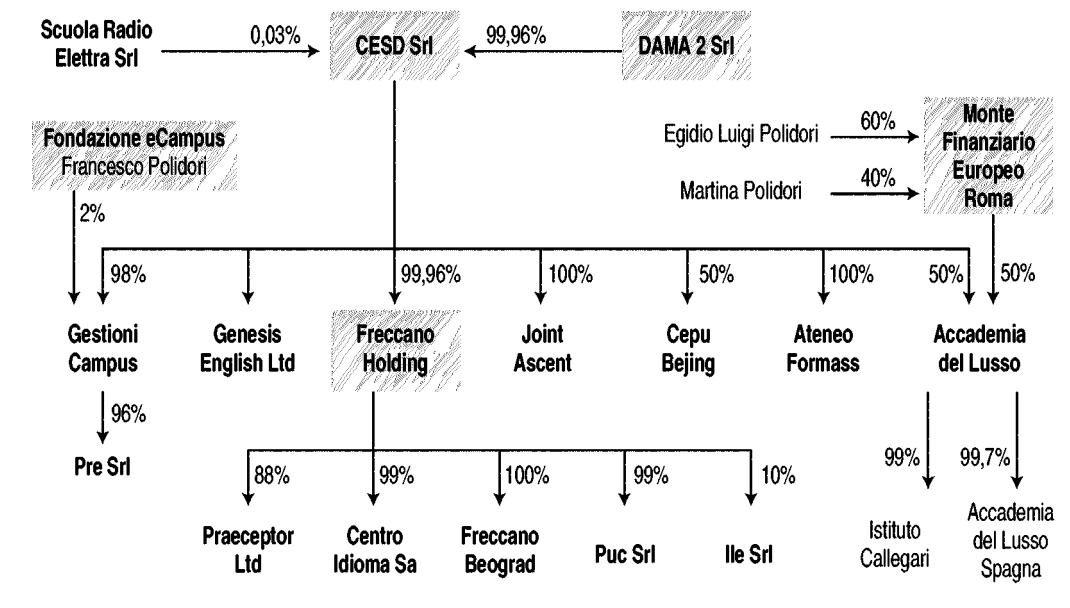 Scuola Radio
Elettra Srl
0,03%
CESD Srl
99,96%
DAMA 2 Srl
Fondazione eCampus
Francesco Polidori
Egidio Luigi Polidori
60%
Martina Polidori
40%
Monte
Finanziario
Europeo
Roma
2%
98%
99,96%
100%
50%
100%
50%
50%
Gestioni
Campus
Genesis
English Ltd
Freccano
Holding
Joint
Ascent
Cepu
Bejing
Ateneo
Formass
Accademia
del Lusso
96%
Pre Srl
88%
99%
100%
99%
10%
99%
99,7%
Praeceptor
Ltd
Centro
Idioma Sa
Freccano
Beograd
Puc Srl
Ile Srl
Istituto
Callegari
Accademia
del Lusso
Spagna